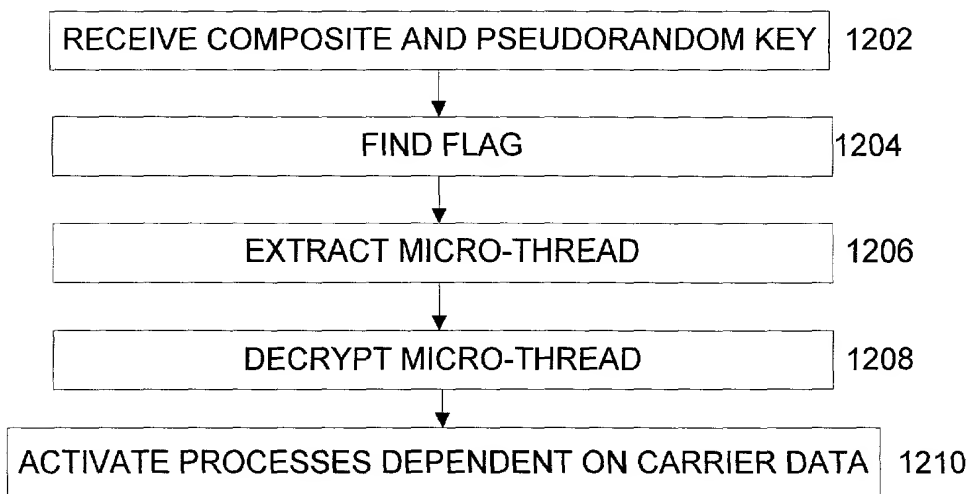 RECEIVE COMPOSITE AND PSEUDORANDOM KEY 1202
FIND FLAG 1204
EXTRACT MICRO-THREAD 1206
DECRYPT MICRO-THREAD 1208
ACTIVATE PROCESSES DEPENDENT ON CARRIER DATA 1210